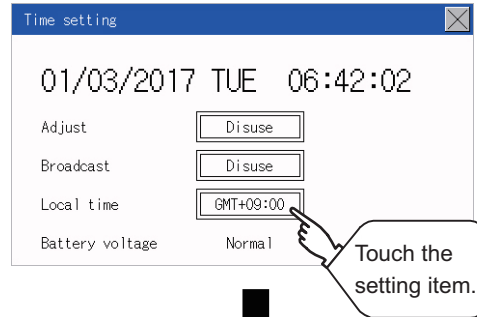 Time setting
01/03/2017 TUE 06:42:02
Adjust Disuse
Broadcast Disuse
Local time GMT+09:00
Battery voltage Normal
Touch the
setting item.